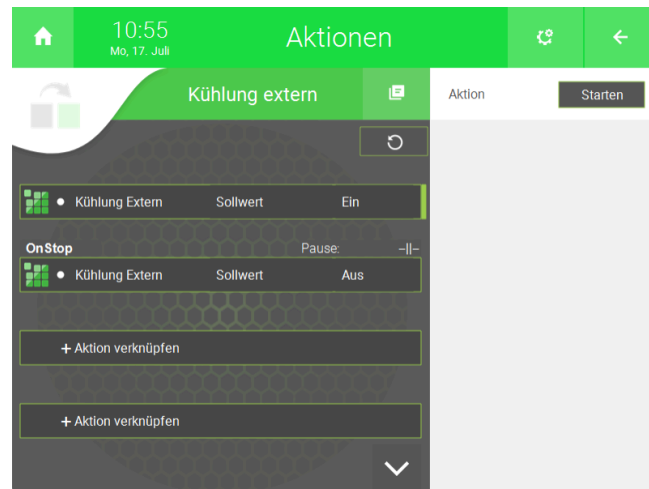 10:55
Mo, 17. Juli
Aktionen
Kühlung extern
Aktion
Starten
Kühlung Extern Sollwert Ein
OnStop Pause: –||–
Kühlung Extern Sollwert Aus
+ Aktion verknüpfen
+ Aktion verknüpfen